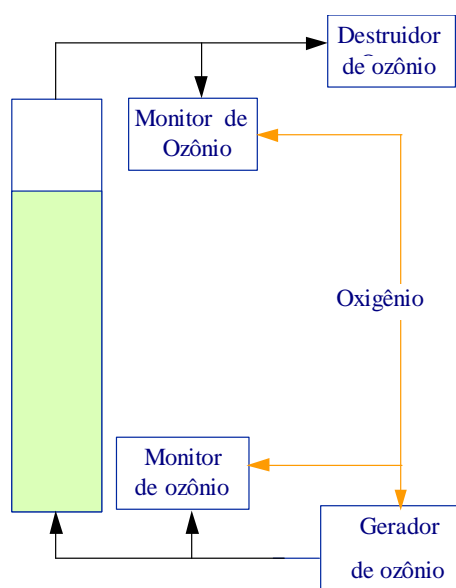 Destruidor
de ozônio
Monitor de
Ozônio
Oxigênio
Monitor
de ozônio
Gerador
de ozônio